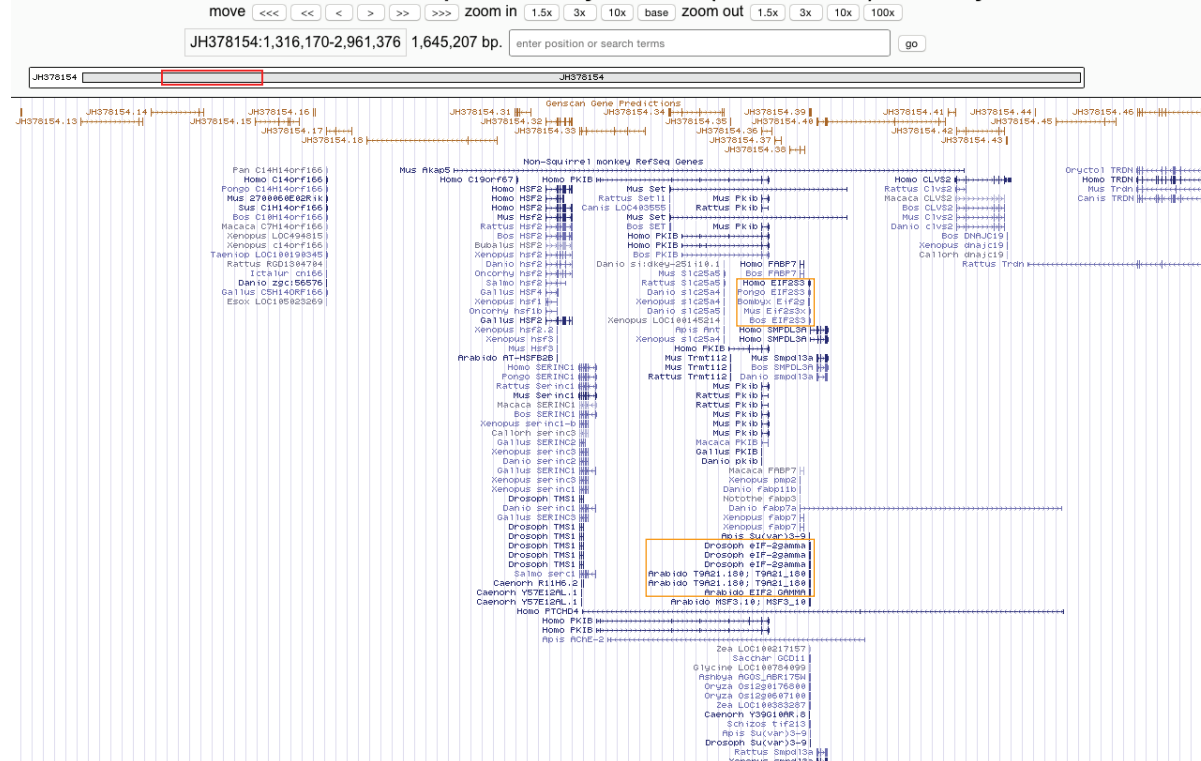 move <<< << < > >> >>> zoom in 1.5x 3x 10x base zoom out 1.5x 3x 10x 100x
JH378154:1,316,170-2,961,376 1,645,207 bp. enter position or search terms go
JH378154 JH378154
Genscan Gene Predictions
JH378154.14 JH378154.16 JH378154.31 JH378154.34 JH378154.39 JH378154.41 JH378154.44 JH378154.46
JH378154.13 JH378154.15 JH378154.32 JH378154.35 JH378154.40 JH378154.45
JH378154.17 JH378154.33 JH378154.36 JH378154.42
JH378154.18 JH378154.37 JH378154.43
JH378154.38
Non-Squirrel monkey RefSeq Genes
Pan C14H14orf166 Mus Akap5 Oryctol TRDN
Homo C14orf166 Homo C19orf67 Homo PKIB Homo CLVS2 Homo TRDN
Pongo C14H14orf166 Homo HSF2 Mus Set Rattus Clvs2 Mus Trdn
Mus 2700060E02Rik Homo HSF2 Rattus Set11 Mus Pkib Macaca CLVS2 Canis TRDN
Sus C1H14orf166 Homo HSF2 Canis LOC403555 Rattus Pkib Bos CLVS2
Bos C10H14orf166 Mus Hsf2 Mus Set Mus Clvs2
Macaca C7H14orf166 Rattus Hsf2 Bos SET Mus Pkib Danio clvs2
Xenopus LOC494815 Bos HSF2 Homo PKIB Bos DNAJC19
Xenopus c14orf166 Bubalus HSF2 Homo PKIB Xenopus dnajc19
Taeniop LOC100190345 Xenopus hsf2 Bos PKIB Callorh dnajc19
Rattus RGD1304704 Danio hsf2 Danio si:dkey-251i10.1 Homo FABP7 Rattus Trdn
Ictalur cn166 Oncorhy hsf2 Mus Slc25a5 Bos FABP7
Danio zgc:56576 Salmo hsf2 Rattus Slc25a5 Homo EIF2S3
Gallus C5H14ORF166 Gallus HSF4 Danio slc25a5 Pongo EIF2S3
Esox LOC105023269 Xenopus hsf1 Xenopus slc25a4 Bombyx Eif2g
Oncorhy hsf1b Danio slc25a5 Mus Eif2s3x
Gallus HSF2 Xenopus LOC100145214 Bos EIF2S3
Xenopus hsf2.2 Apis Ant Homo SMPDL3A
Xenopus hsf3 Xenopus slc25a4 Homo SMPDL3A
Mus Hsf3 Homo PKIB
Arabido AT-HSFB2B Mus Trmt112 Mus Smpdl3a
Homo SERINC1 Mus Trmt112 Bos SMPDL3A
Pongo SERINC1 Rattus Trmt112 Danio smpdl3a
Rattus Serinc1 Mus Pkib
Mus Serinc1 Rattus Pkib
Macaca SERINC1 Rattus Pkib
Bos SERINC1 Mus Pkib
Xenopus serinc1-b Mus Pkib
Callorh serinc3 Mus Pkib
Gallus SERINC2 Macaca PKIB
Xenopus serinc3 Gallus PKIB
Danio serinc2 Danio pkib
Gallus SERINC1 Macaca FABP7
Xenopus serinc3 Xenopus pmp2
Xenopus serinc1 Danio fabp11b
Drosoph TMS1 Notothe fabp3
Danio serinc1 Danio fabp7a
Gallus SERINC3 Xenopus fabp7
Drosoph TMS1 Xenopus fabp7
Drosoph TMS1 Apis Su(var)3-9
Drosoph TMS1 Drosoph eIF-2gamma
Drosoph TMS1 Drosoph eIF-2gamma
Drosoph TMS1 Drosoph eIF-2gamma
Salmo serc1 Arabido T9A21.180; T9A21_180
Caenorh R11H6.2 Arabido T9A21.180; T9A21_180
Caenorh Y57E12AL.1 Arabido EIF2 GAMMA
Caenorh Y57E12AL.1 Arabido MSF3.10; MSF3_10
Homo PTCHD4
Homo PKIB
Homo PKIB
Apis AChE-2
Zea LOC100217157
Sacchar GCD11
Glycine LOC100784099
Ashbya AGOS_ABR175W
Oryza Os12g0176800
Oryza Os12g0607100
Zea LOC100383287
Caenorh Y39G10AR.8
Schizos tif213
Apis Su(var)3-9
Drosoph Su(var)3-9
Rattus Smpdl3a
Xenopus smpdl3a